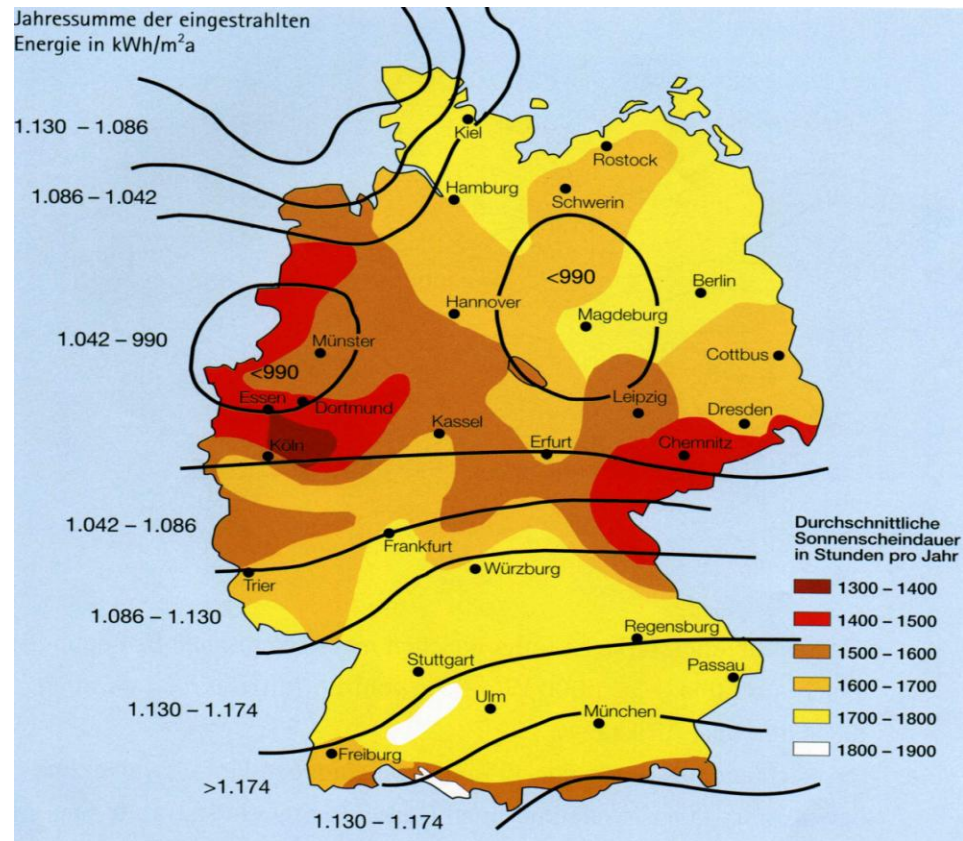 Jahressumme der eingestrahlten
Energie in kWh/m²a
1.130 – 1.086
1.086 – 1.042
1.042 – 990
1.042 – 1.086
1.086 – 1.130
1.130 – 1.174
>1.174
1.130 – 1.174
Kiel
Rostock
Hamburg
Schwerin
<990
Berlin
Hannover
Magdeburg
Münster
Cottbus
<990
Essen
Dortmund
Leipzig
Kassel
Dresden
Köln
Erfurt
Chemnitz
Frankfurt
Trier
Würzburg
Regensburg
Stuttgart
Passau
Ulm
München
Freiburg
Durchschnittliche
Sonnenscheindauer
in Stunden pro Jahr
1300 – 1400
1400 – 1500
1500 – 1600
1600 – 1700
1700 – 1800
1800 – 1900